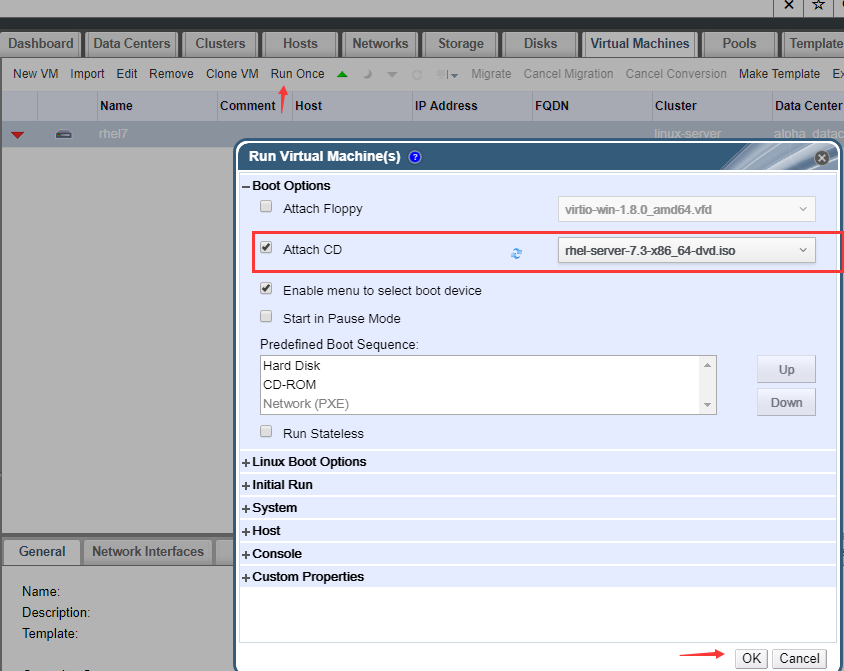 Dashboard Data Centers Clusters Hosts Networks Storage Disks Virtual Machines Pools Template
New VM Import Edit Remove Clone VM Run Once Migrate Cancel Migration Cancel Conversion Make Template Ex
Name Comment Host IP Address FQDN Cluster Data Center
rhel7 linux-server alpha_datac
Run Virtual Machine(s) ?
Boot Options
Attach Floppy virtio-win-1.8.0_amd64.vfd
Attach CD rhel-server-7.3-x86_64-dvd.iso
Enable menu to select boot device
Start in Pause Mode
Predefined Boot Sequence:
Hard Disk
CD-ROM
Network (PXE)
Up
Down
Run Stateless
Linux Boot Options
Initial Run
System
Host
Console
Custom Properties
OK Cancel
General Network Interfaces
Name:
Description:
Template: